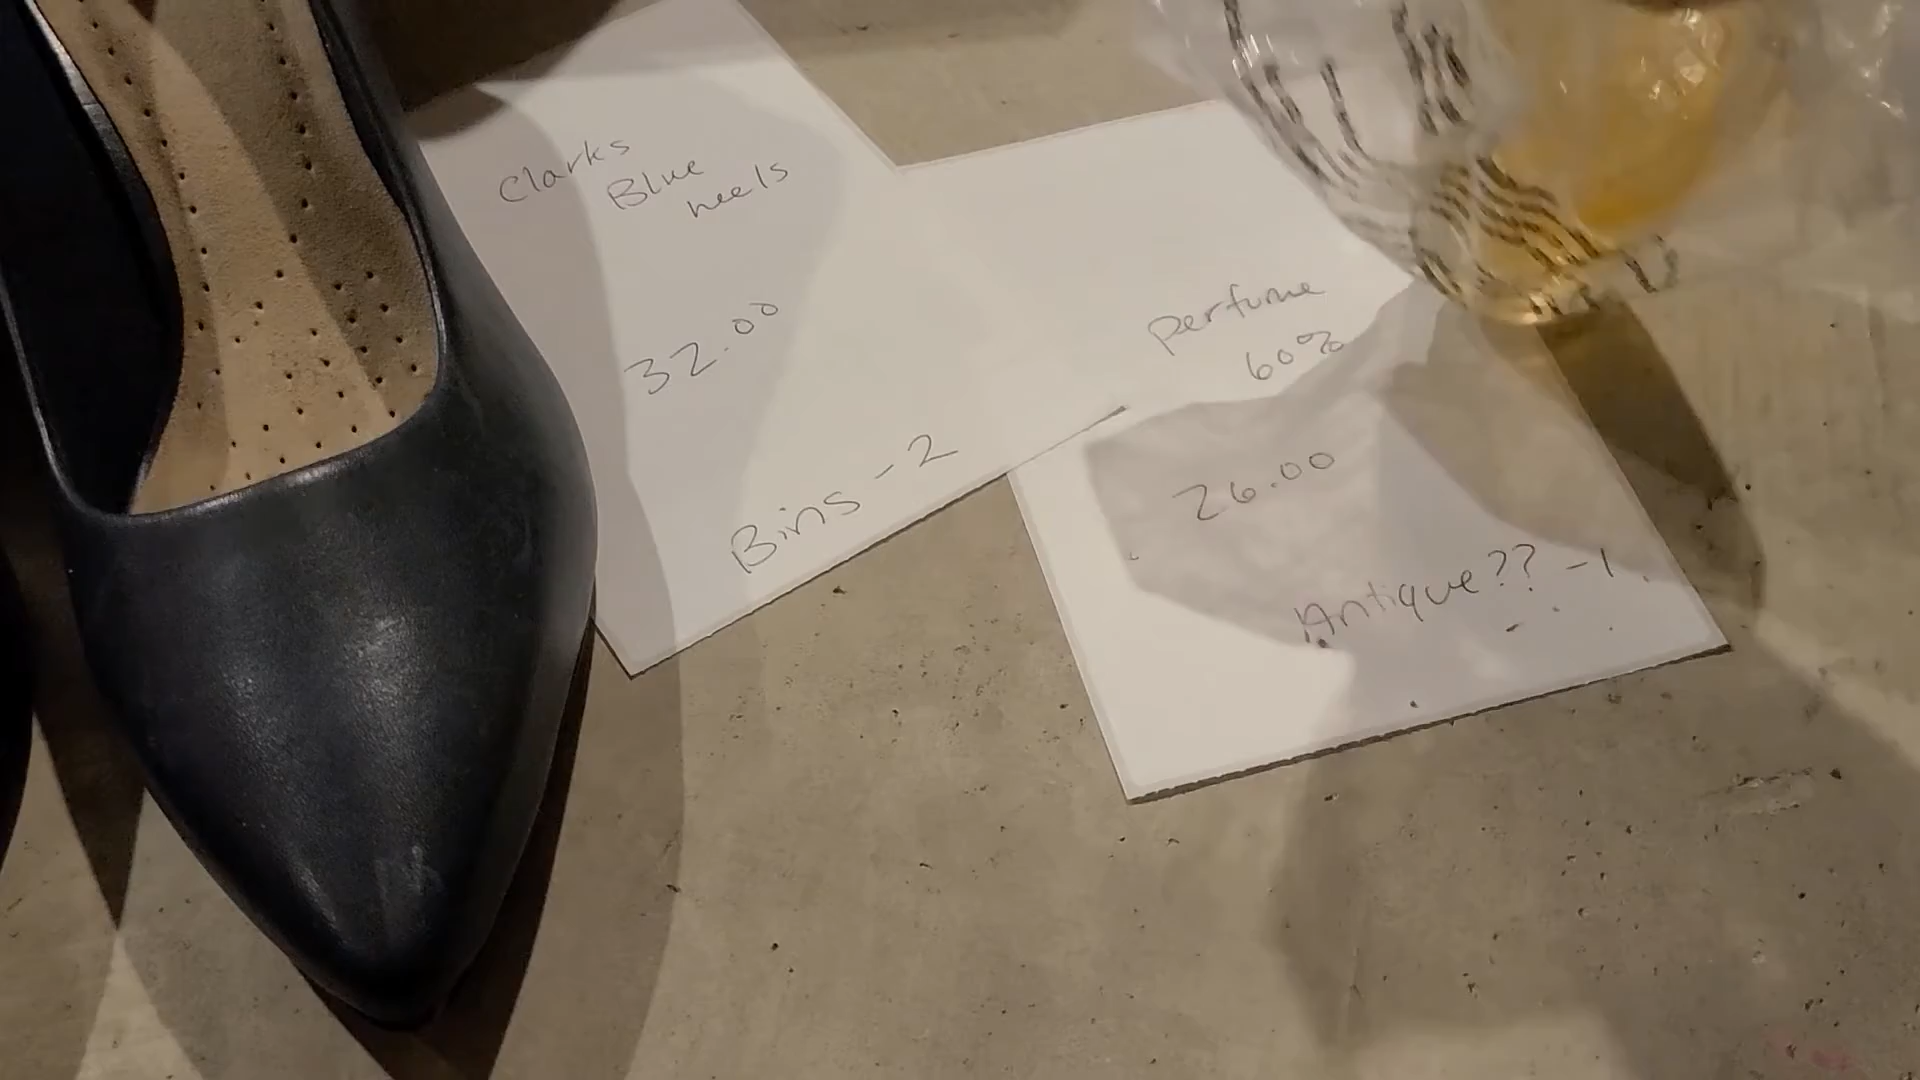 Clarks
Blue
heels
32.00
Bins - 2
perfume
60%
26.00
Antique?? - 1